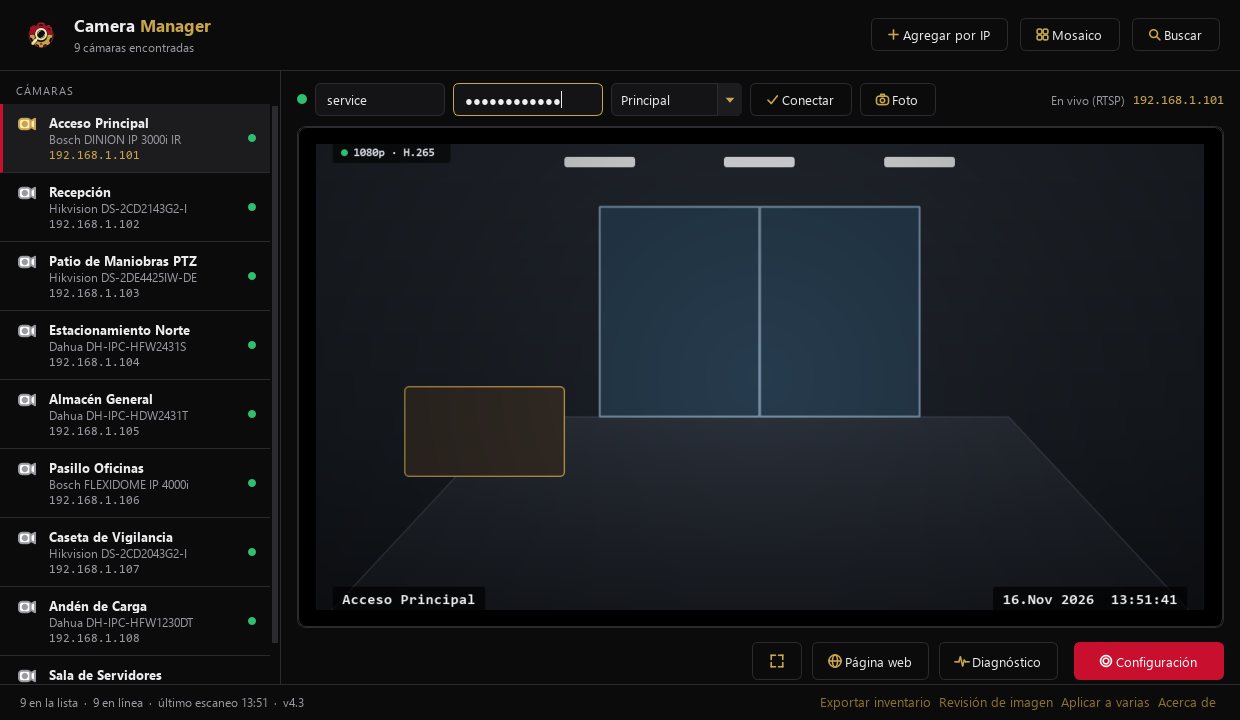 Camera Manager
9 cámaras encontradas
Agregar por IP
Mosaico
Buscar
CÁMARAS
Acceso Principal
Bosch DINION IP 3000i IR
192.168.1.101
Recepción
Hikvision DS-2CD2143G2-I
192.168.1.102
Patio de Maniobras PTZ
Hikvision DS-2DE4425IW-DE
192.168.1.103
Estacionamiento Norte
Dahua DH-IPC-HFW2431S
192.168.1.104
Almacén General
Dahua DH-IPC-HDW2431T
192.168.1.105
Pasillo Oficinas
Bosch FLEXIDOME IP 4000i
192.168.1.106
Caseta de Vigilancia
Hikvision DS-2CD2043G2-I
192.168.1.107
Andén de Carga
Dahua DH-IPC-HFW1230DT
192.168.1.108
Sala de Servidores
service
●●●●●●●●●●●●
Principal
Conectar
Foto
En vivo (RTSP) 192.168.1.101
1080p · H.265
Acceso Principal
16.Nov 2026 13:51:41
Página web
Diagnóstico
Configuración
9 en la lista · 9 en línea · último escaneo 13:51 · v4.3
Exportar inventario Revisión de imagen Aplicar a varias Acerca de